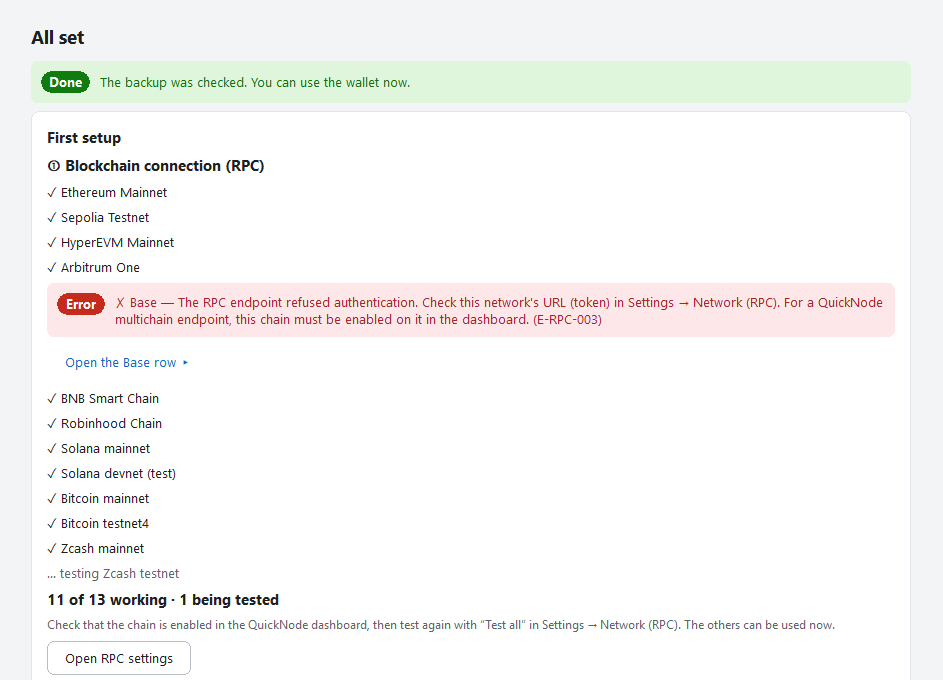 All set
Done The backup was checked. You can use the wallet now.
First setup
① Blockchain connection (RPC)
✓ Ethereum Mainnet
✓ Sepolia Testnet
✓ HyperEVM Mainnet
✓ Arbitrum One
Error ✗ Base — The RPC endpoint refused authentication. Check this network's URL (token) in Settings → Network (RPC). For a QuickNode
multichain endpoint, this chain must be enabled on it in the dashboard. (E-RPC-003)
Open the Base row ▸
✓ BNB Smart Chain
✓ Robinhood Chain
✓ Solana mainnet
✓ Solana devnet (test)
✓ Bitcoin mainnet
✓ Bitcoin testnet4
✓ Zcash mainnet
… testing Zcash testnet
11 of 13 working · 1 being tested
Check that the chain is enabled in the QuickNode dashboard, then test again with “Test all” in Settings → Network (RPC). The others can be used now.
Open RPC settings